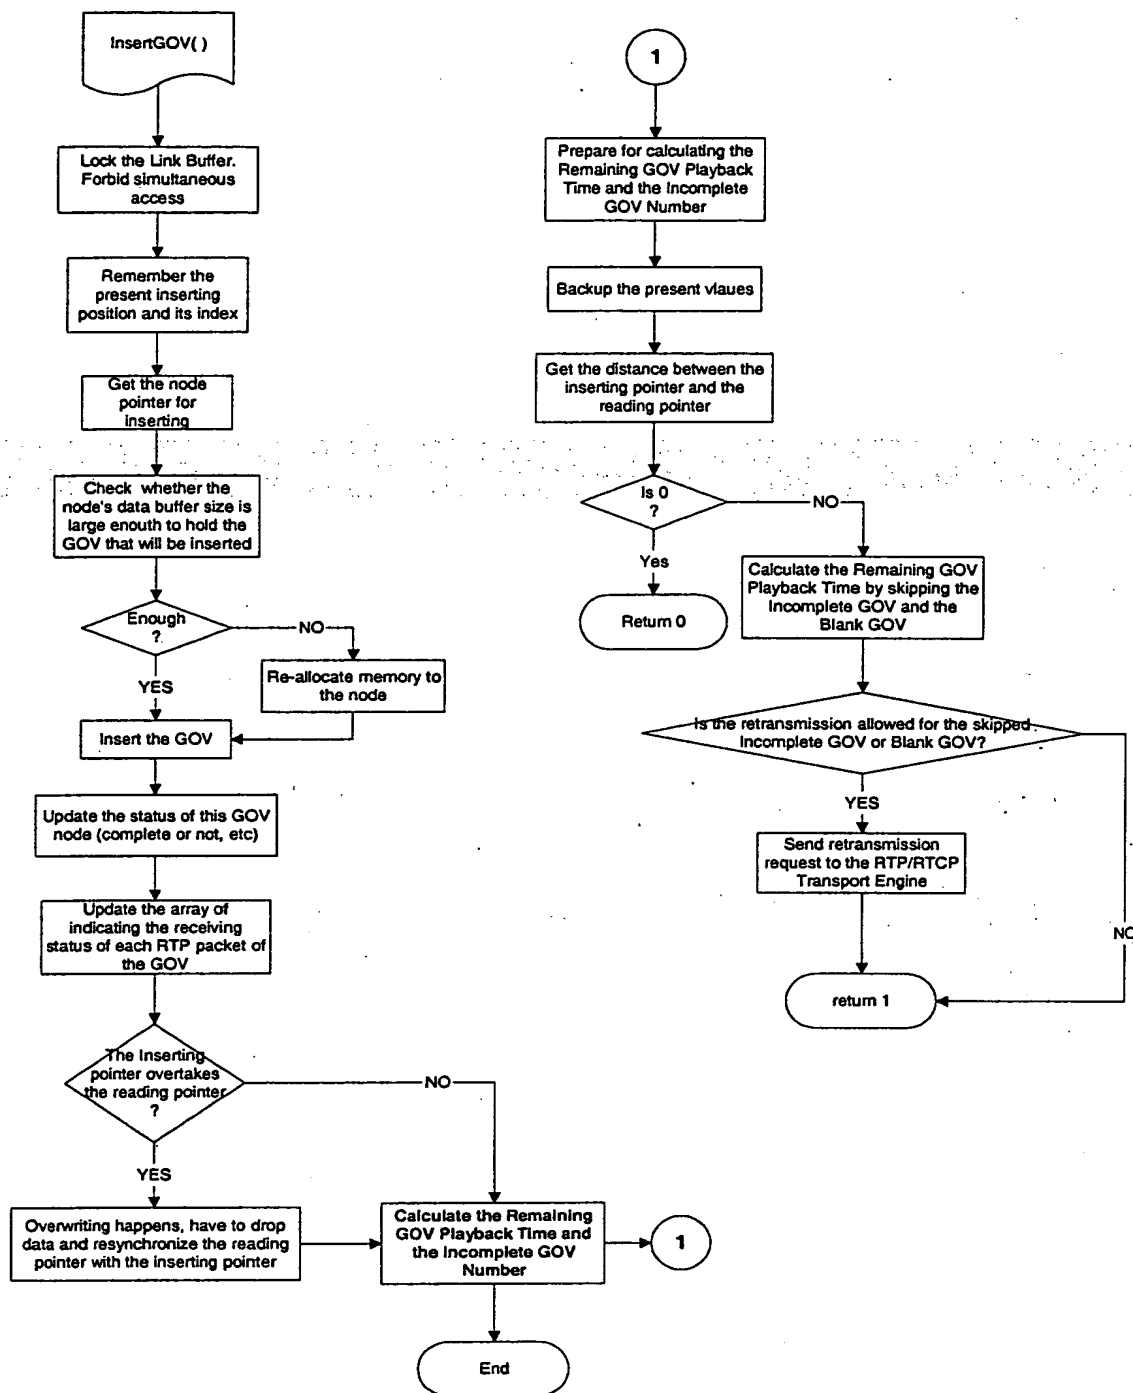 InsertGOV( )
Lock the Link Buffer.
Forbid simultaneous
access
Remember the
present inserting
position and its index
Get the node
pointer for
inserting
Check whether the
node's data buffer size is
large enouth to hold the
GOV that will be inserted
Enough
?
NO
YES
Re-allocate memory to
the node
Insert the GOV
Update the status of this GOV
node (complete or not, etc)
Update the array of
indicating the receiving
status of each RTP packet of
the GOV
The Inserting
pointer overtakes
the reading pointer
?
NO
YES
Overwriting happens, have to drop
data and resynchronize the reading
pointer with the inserting pointer
Calculate the Remaining
GOV Playback Time and
the Incomplete GOV
Number
1
End
1
Prepare for calculating the
Remaining GOV Playback
Time and the Incomplete
GOV Number
Backup the present vlaues
Get the distance between the
inserting pointer and the
reading pointer
Is 0
?
NO
Yes
Return 0
Calculate the Remaining GOV
Playback Time by skipping the
Incomplete GOV and the
Blank GOV
Is the retransmission allowed for the skipped
Incomplete GOV or Blank GOV?
YES
Send retransmission
request to the RTP/RTCP
Transport Engine
NO
return 1